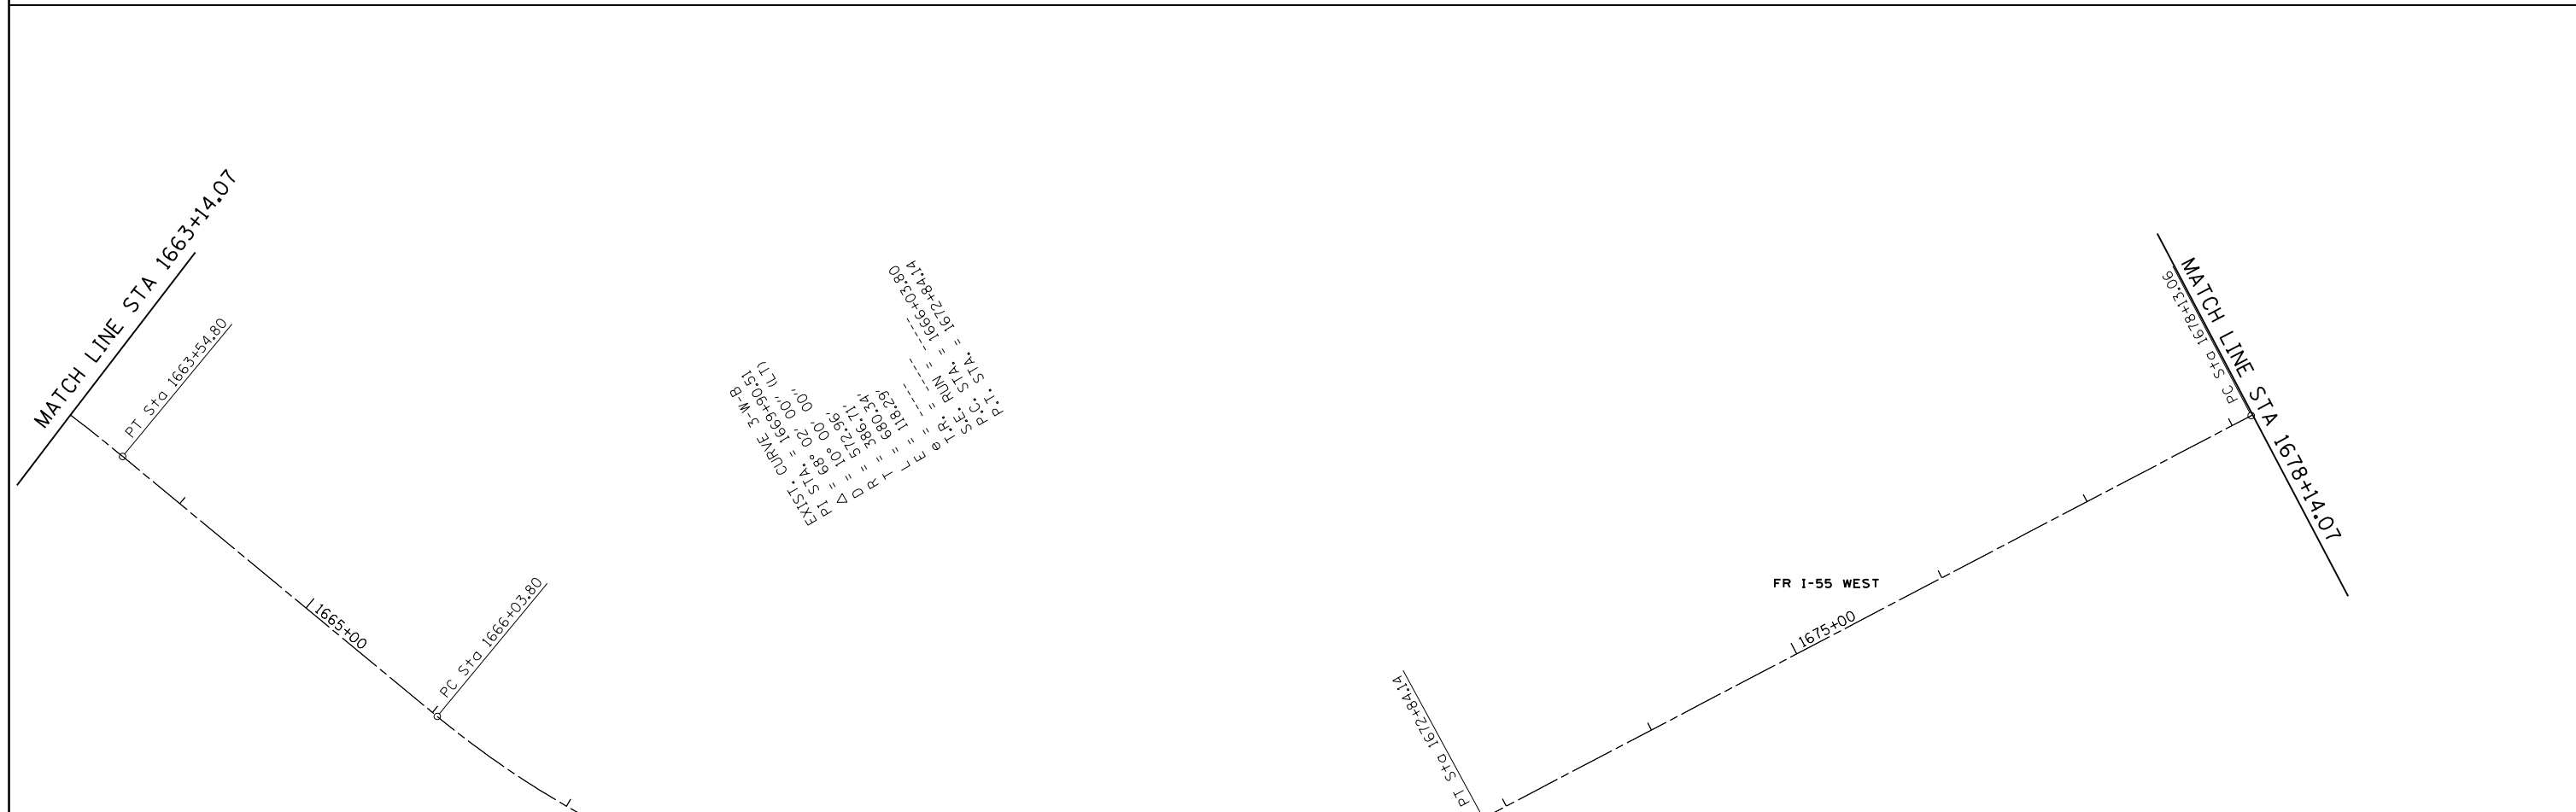 MATCH LINE STA 1663+14.07
PT Sta 1663+54.80
1665+00
PC Sta 1666+03.80
EXIST. CURVE 3-W-B
PI STA. = 1669+90.51
△ = 68° 02' 00" (LT)
D = 10° 00' 00"
R = 572.96'
T = 386.71'
L = 680.34'
E = 118.29'
e = -----
T.R. = -----
S.E. RUN = -----
P.C. STA. = 1666+03.80
P.T. STA. = 1672+84.14
PT Sta 1672+84.14
FR I-55 WEST
1675+00
PC Sta 1678+13.06
MATCH LINE STA 1678+14.07